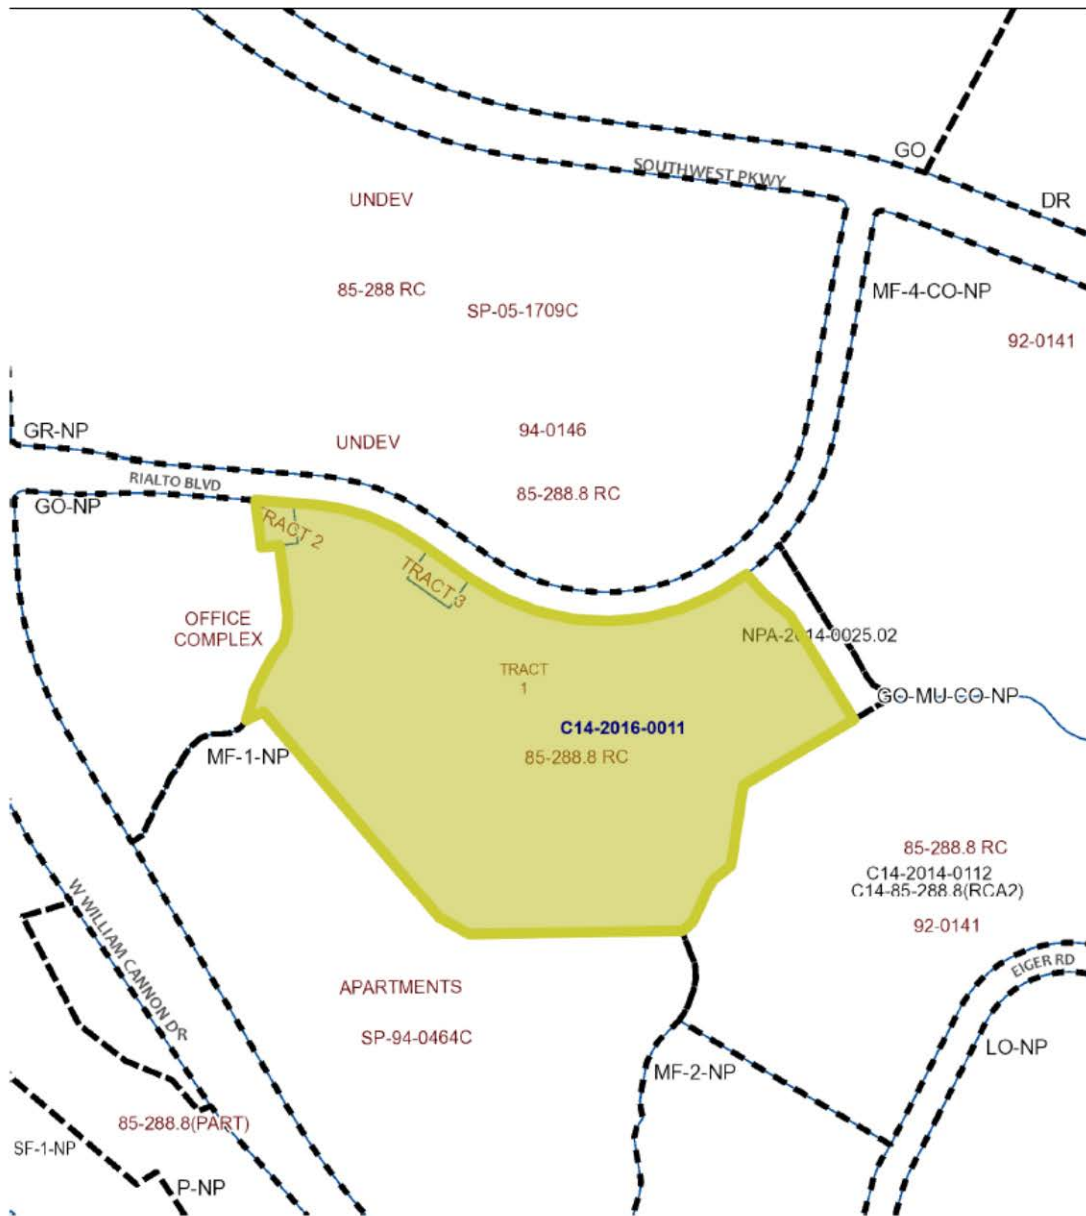 GO
SOUTHWEST PKWY
UNDEV
DR
85-288 RC
MF-4-CO-NP
SP-05-1709C
92-0141
GR-NP
94-0146
UNDEV
RIALTO BLVD
85-288.8 RC
GO-NP
TRACT 2
TRACT 3
OFFICE
COMPLEX
NPA-2014-0025.02
TRACT
1
GO-MU-CO-NP
C14-2016-0011
MF-1-NP
85-288.8 RC
85-288.8 RC
C14-2014-0112
C14-85-288.8(RCA2)
92-0141
W WILLIAM CANNON DR
EIGER RD
APARTMENTS
SP-94-0464C
LO-NP
MF-2-NP
85-288.8(PART)
SF-1-NP
P-NP